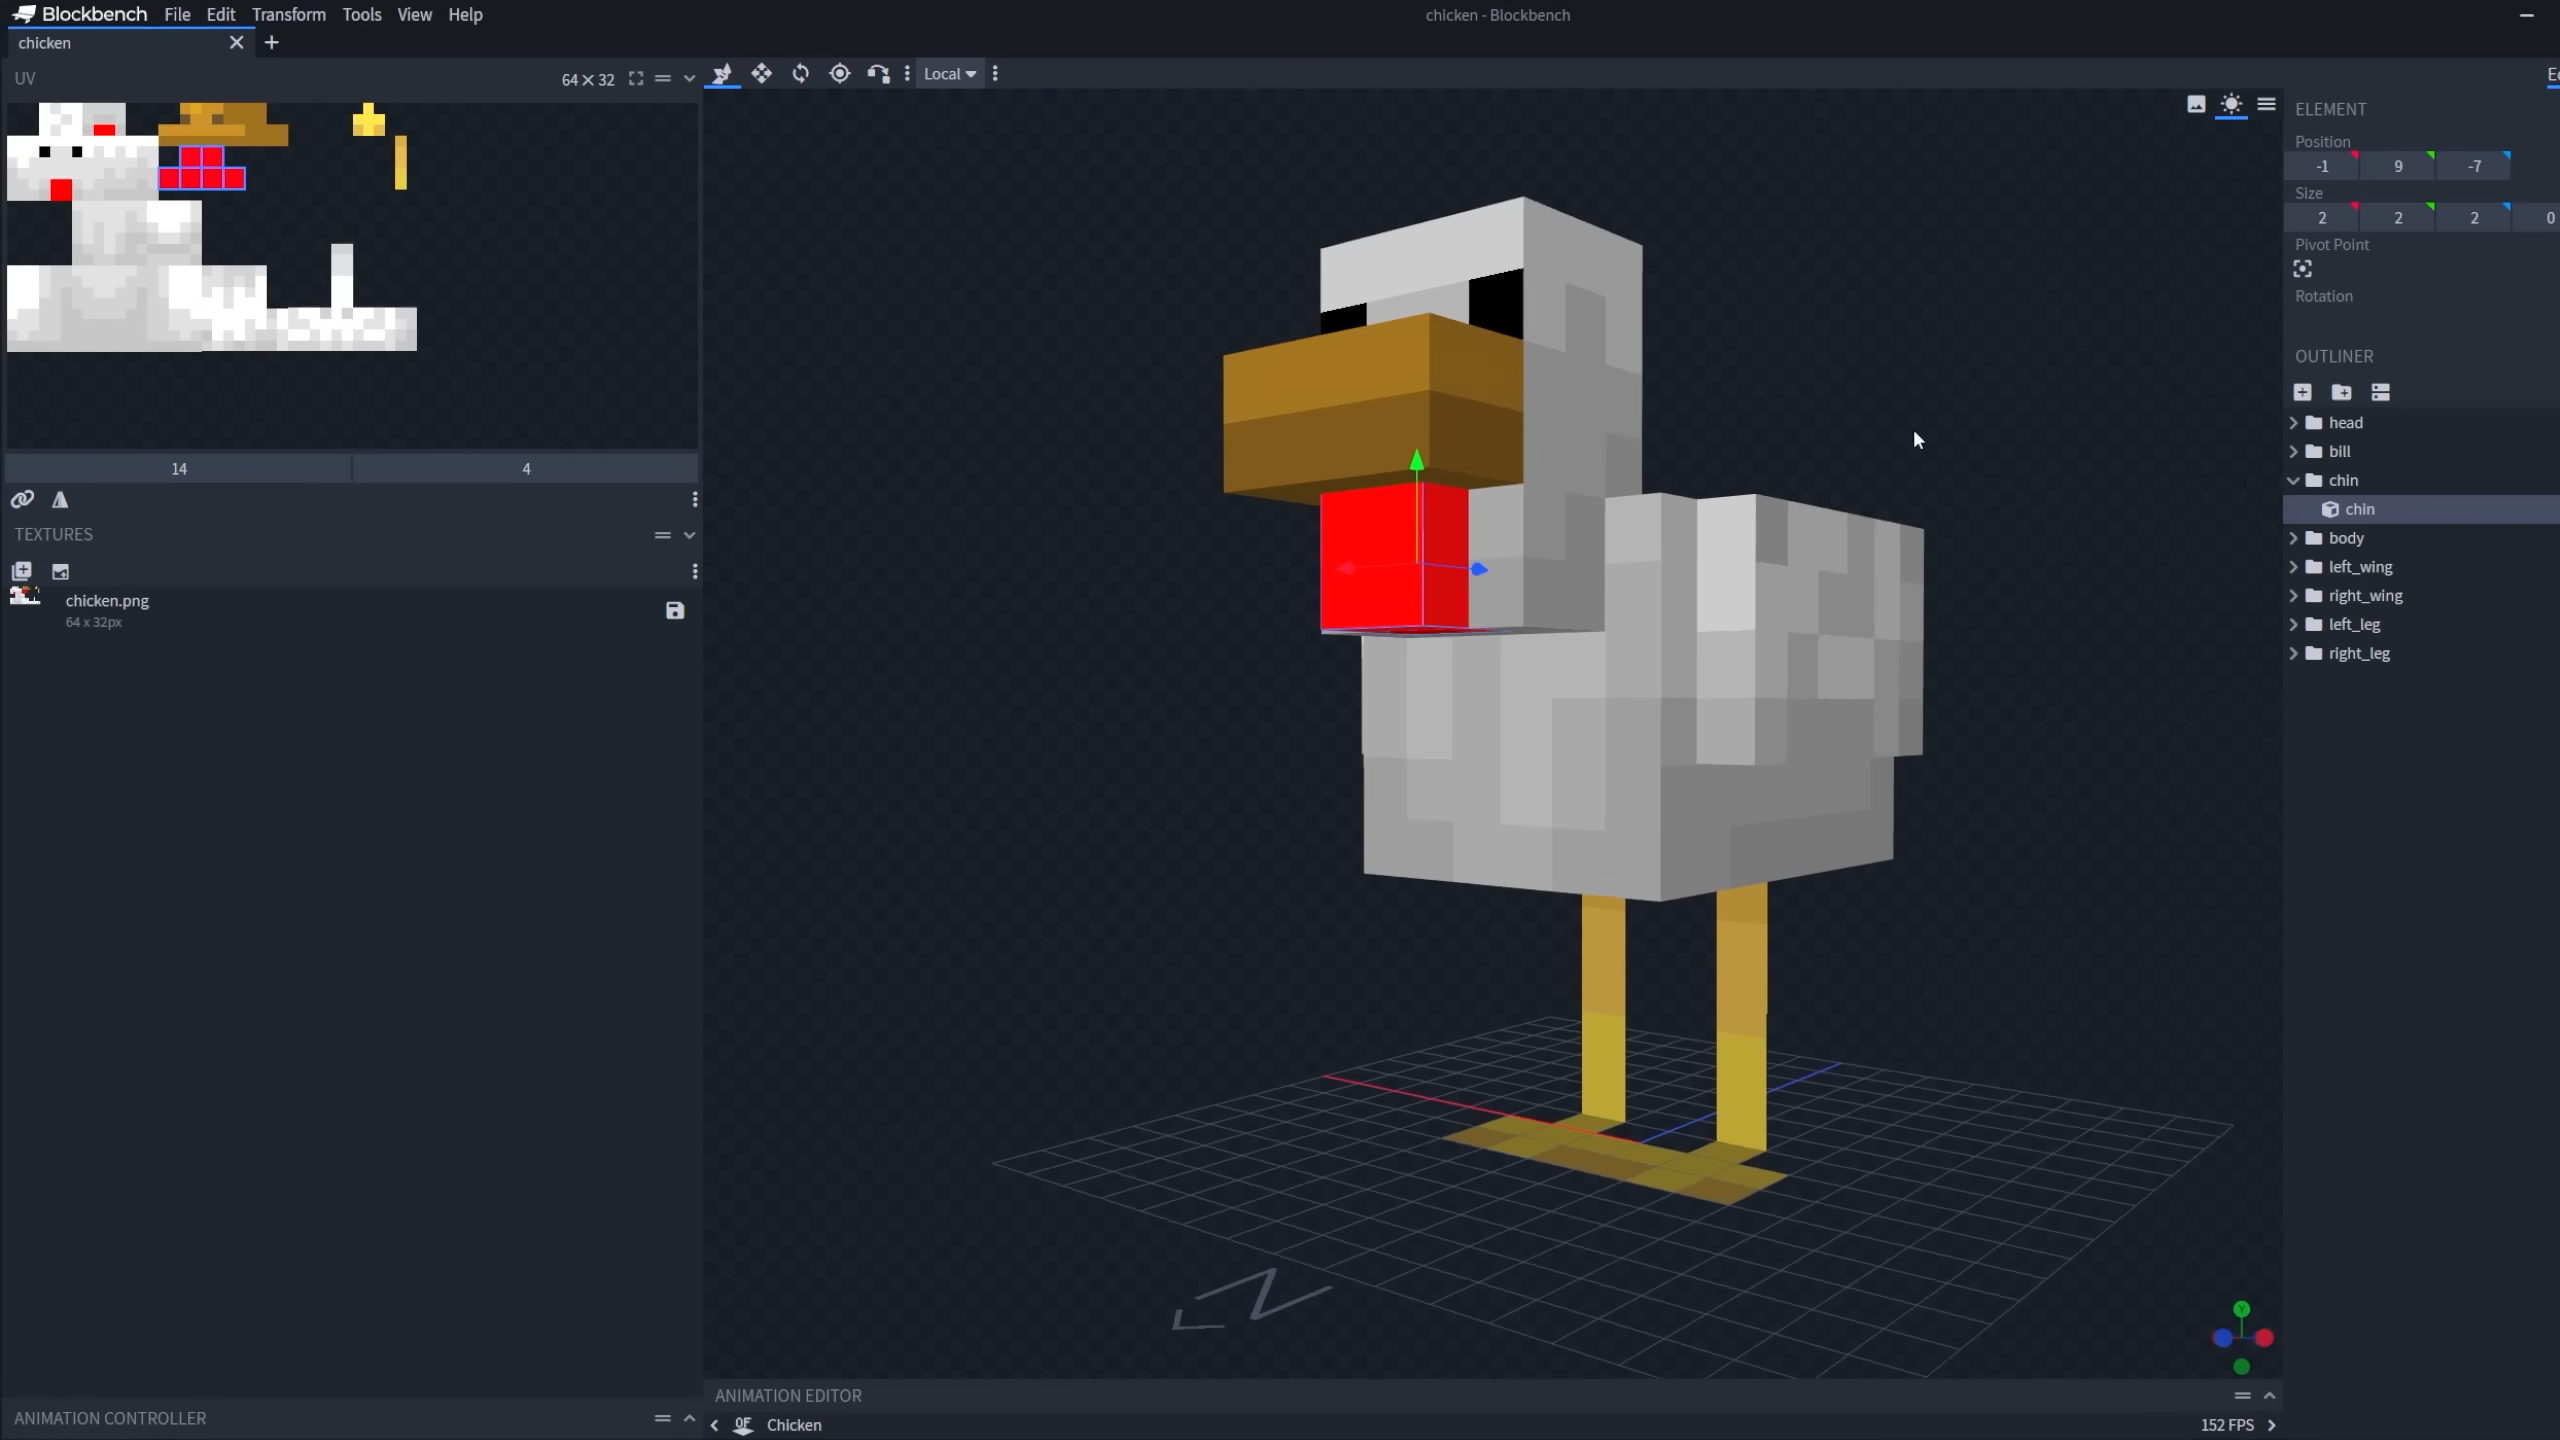 Blockbench File Edit Transform Tools View Help
chicken - Blockbench
chicken
UV
64 × 32
Local
ELEMENT
Position
-1 9 -7
Size
2 2 2 0
Pivot Point
Rotation
OUTLINER
head
bill
chin
chin
body
left_wing
right_wing
left_leg
right_leg
14 4
TEXTURES
chicken.png
64 x 32px
N
Y
ANIMATION CONTROLLER
ANIMATION EDITOR
OF Chicken
152 FPS